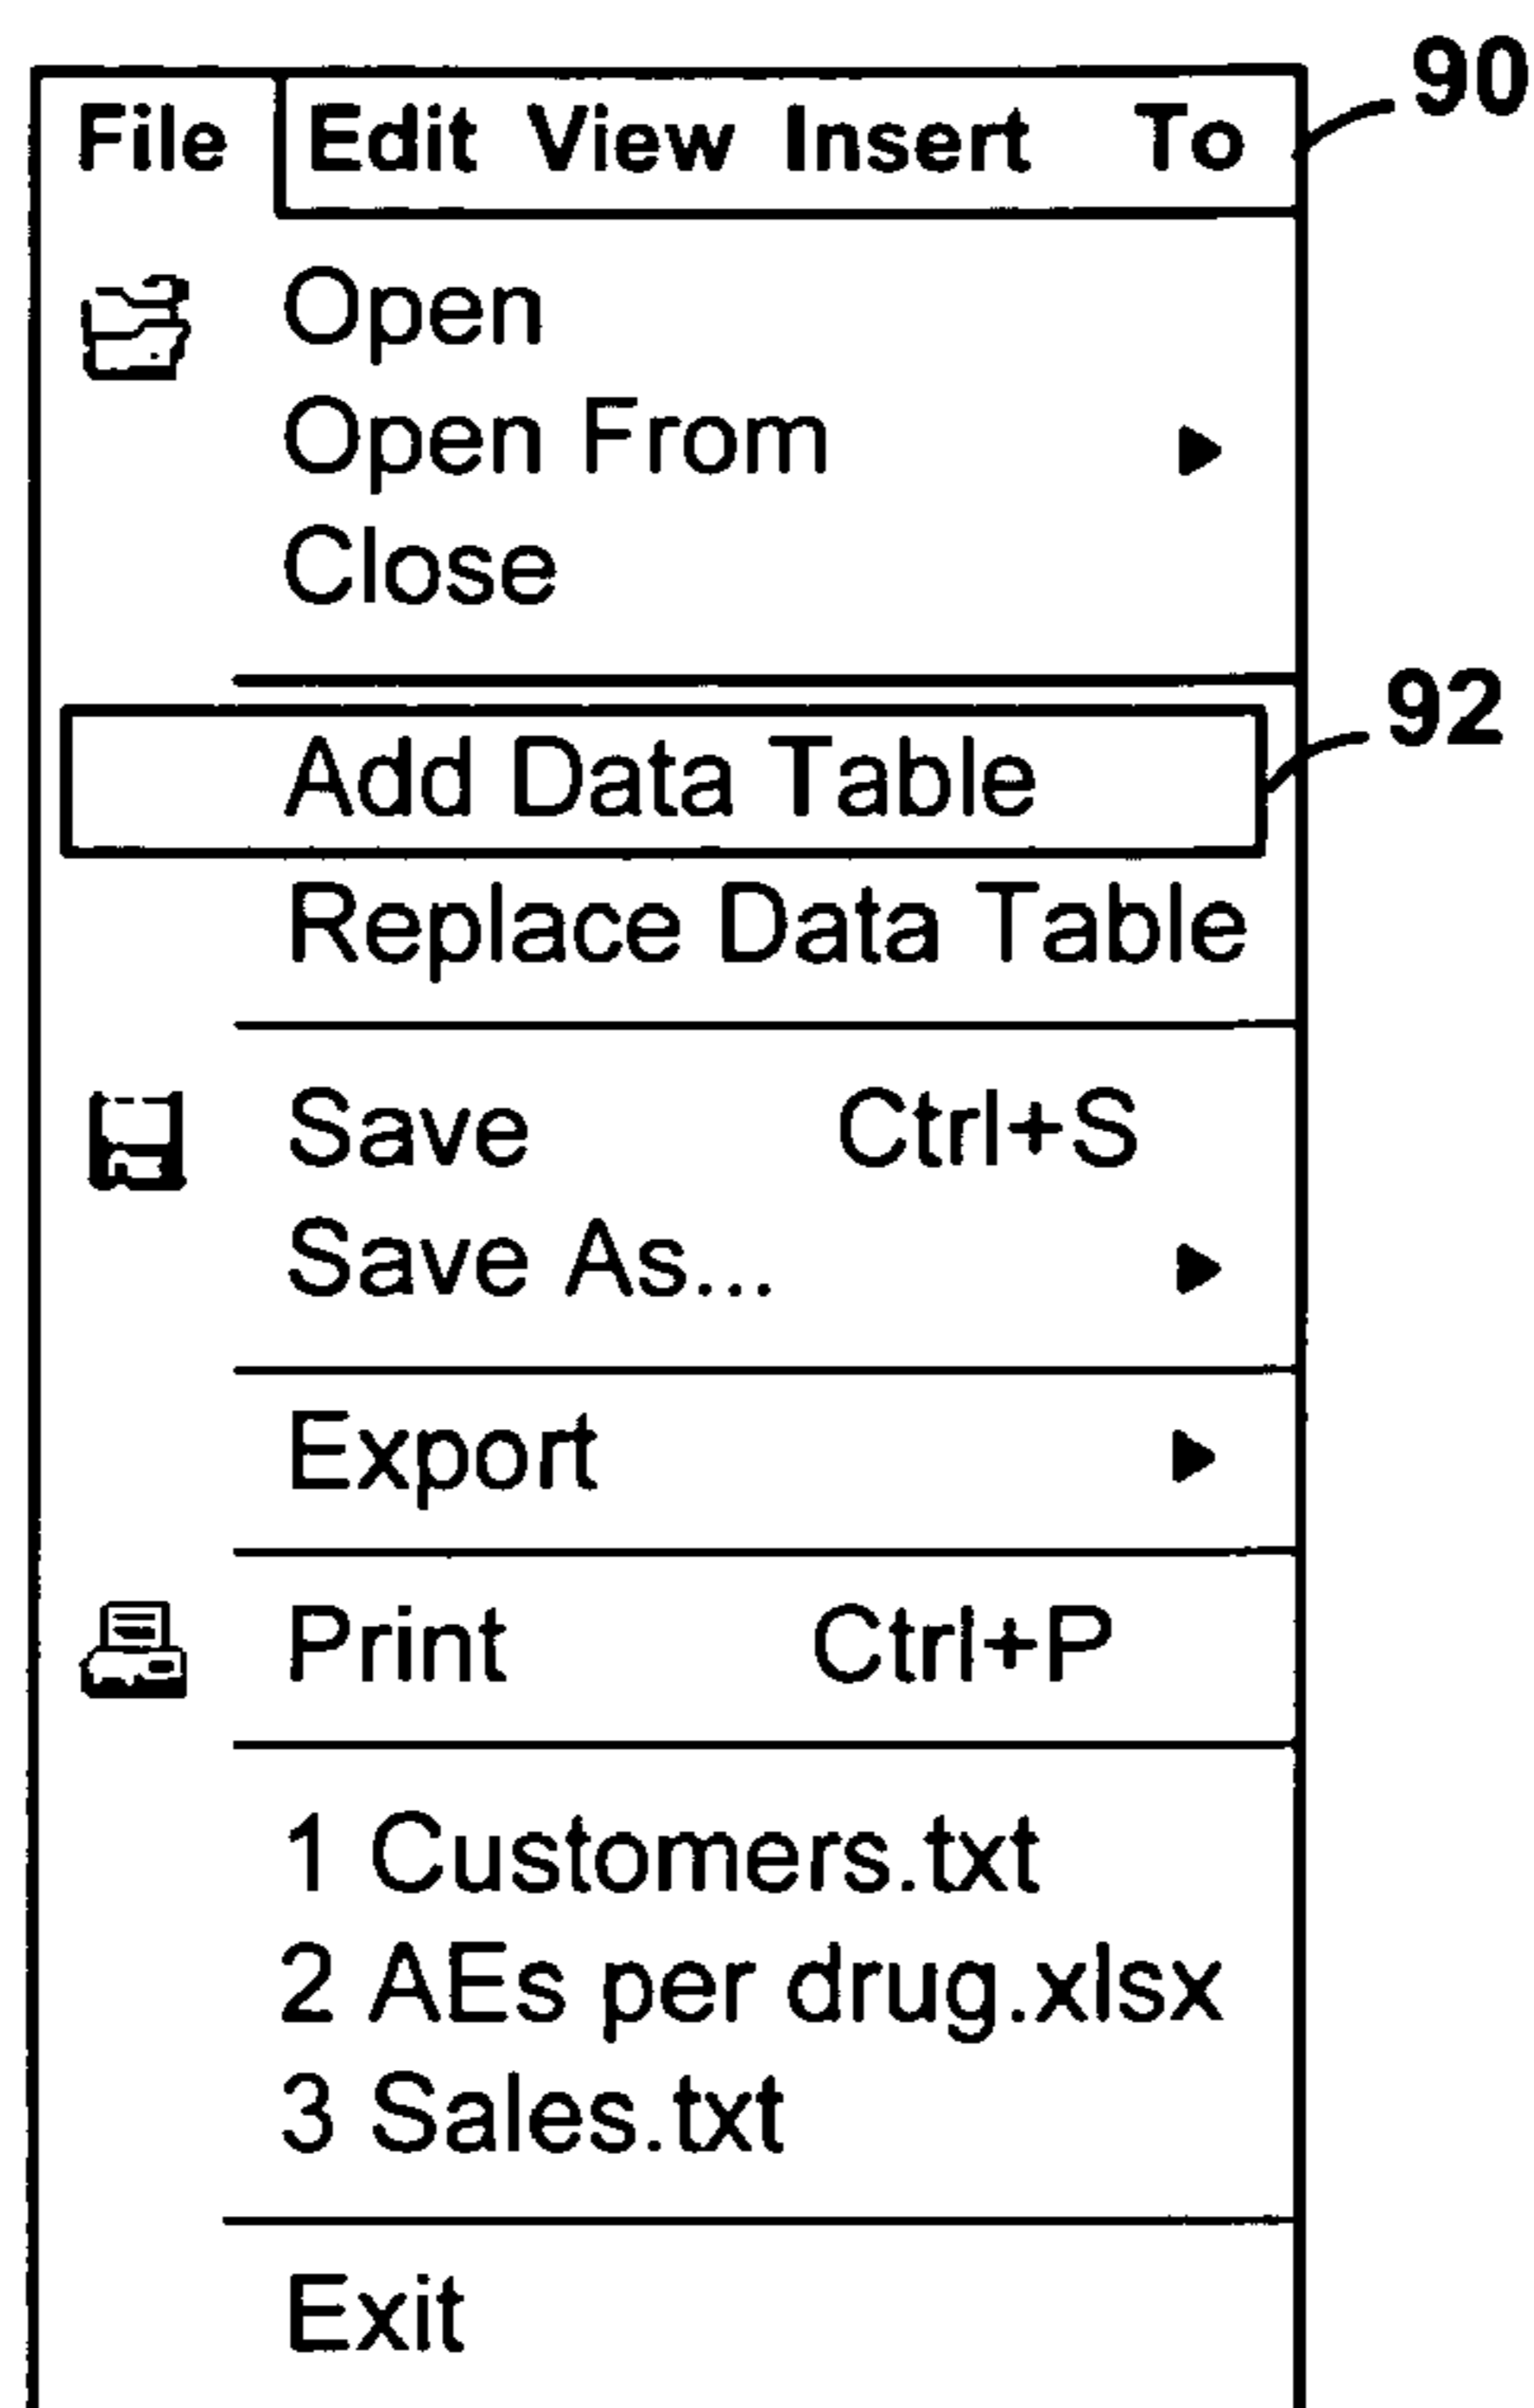 90
File Edit View Insert To
Open
Open From
Close
92
Add Data Table
Replace Data Table
Save Ctrl+S
Save As...
Export
Print Ctrl+P
1 Customers.txt
2 AEs per drug.xlsx
3 Sales.txt
Exit